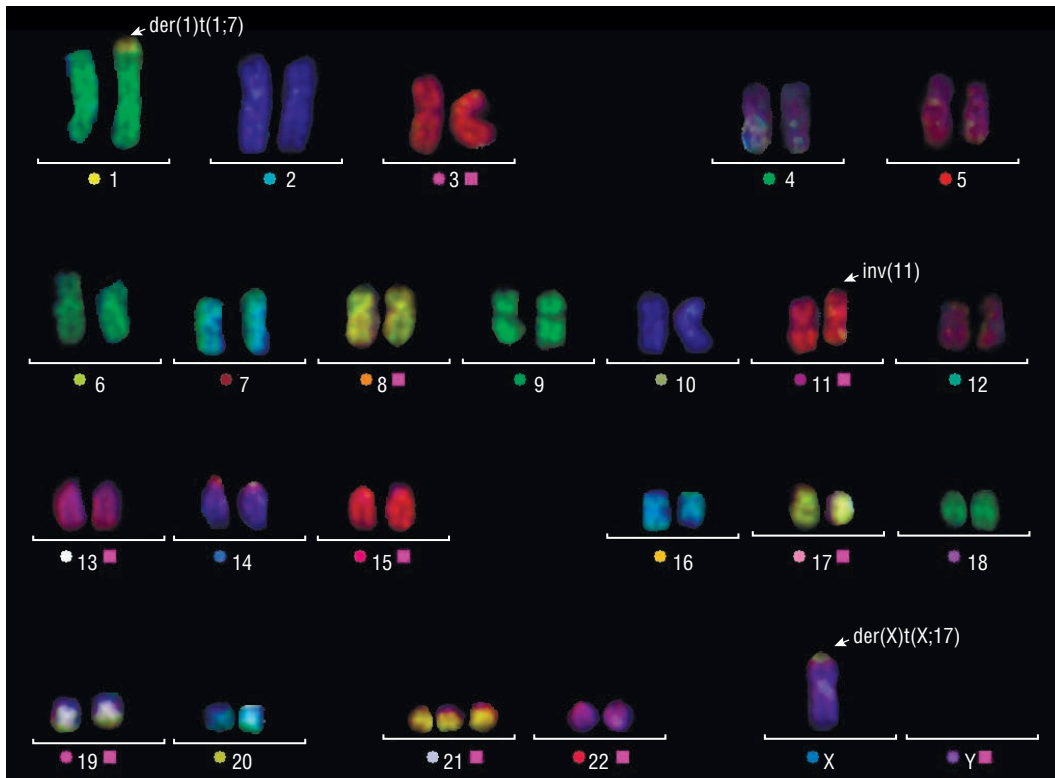 der(1)t(1;7)
1 2 3 4 5
inv(11)
6 7 8 9 10 11 12
13 14 15 16 17 18
der(X)t(X;17)
19 20 21 22 X Y